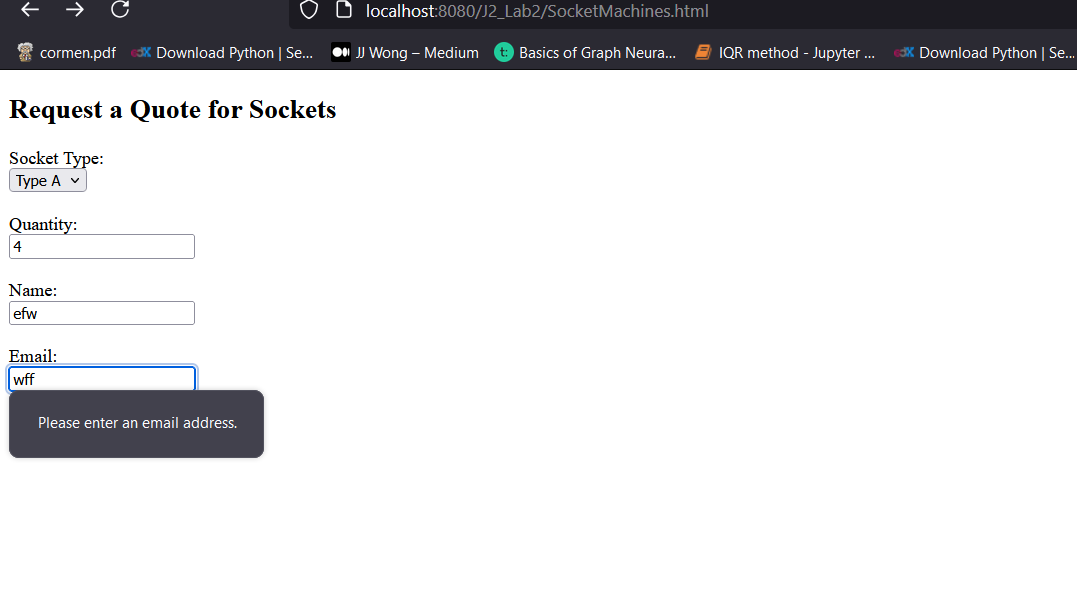 localhost:8080/J2_Lab2/SocketMachines.html
cormen.pdf edX Download Python | Se... JJ Wong – Medium t: Basics of Graph Neura... IQR method - Jupyter ... edX Download Python | Se...
Request a Quote for Sockets
Socket Type:
Type A
Quantity:
4
Name:
efw
Email:
wff
Please enter an email address.